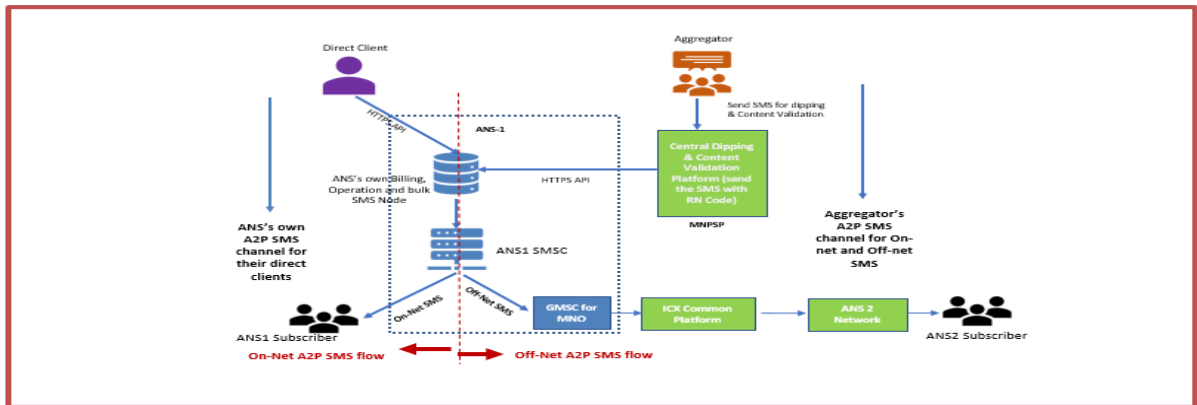 Direct Client
Aggregator
HTTPS API
ANS-1
Send SMS for dipping
& Content Validation
Central Dipping
& Content
Validation
Platform (send
the SMS with
RN Code)
MNPSP
HTTPS API
ANS's own Billing,
Operation and bulk
SMS Node
ANS's own
A2P SMS
channel for
their direct
clients
Aggregator's
A2P SMS
channel for On-
net and Off-net
SMS
ANS1 SMSC
On-Net SMS
Off-Net SMS
GMSC for
MNO
ICX Common
Platform
ANS 2
Network
ANS1 Subscriber
ANS2 Subscriber
On-Net A2P SMS flow
Off-Net A2P SMS flow